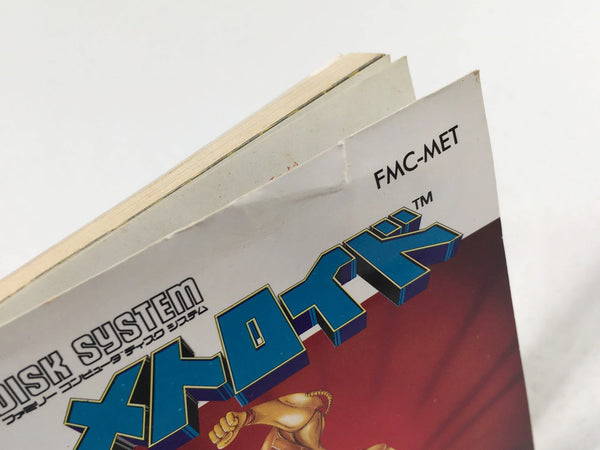 FMC-MET
DISK SYSTEM
ファミリー コンピュータ ディスク システム
メトロイド™